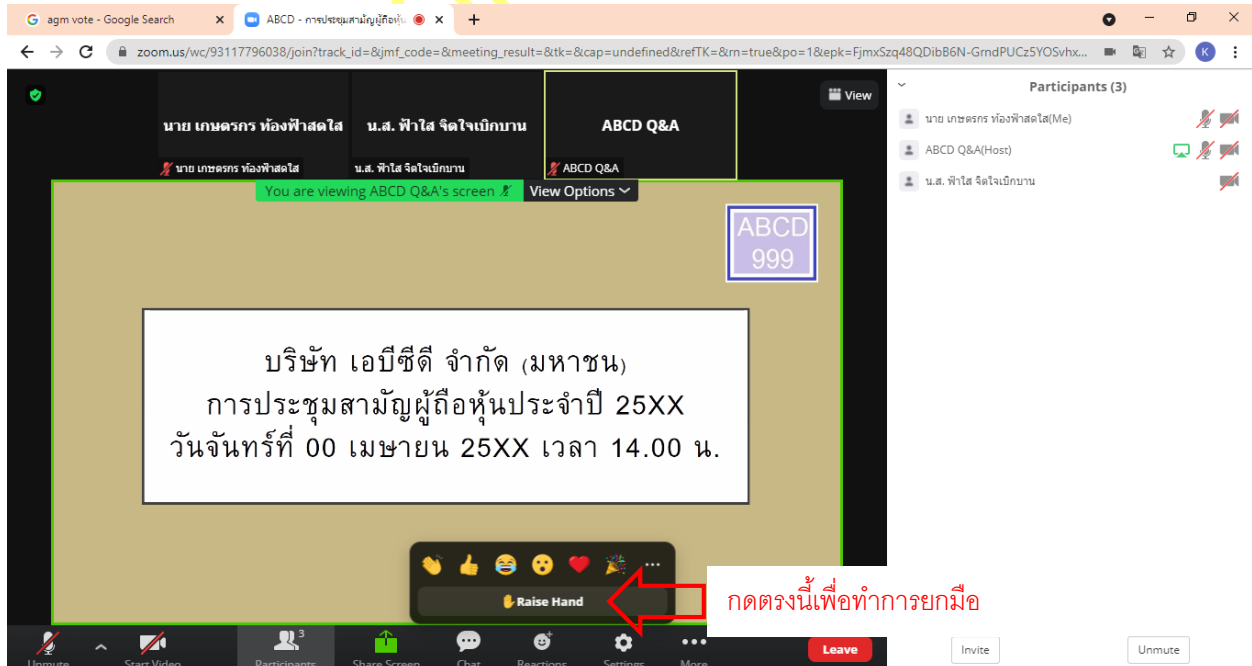 agm vote - Google Search
ABCD - การประชุมสามัญผู้ถือหุ้น
zoom.us/wc/93117796038/join?track_id=&jmf_code=&meeting_result=&tk=&cap=undefined&refTK=&rn=true&po=1&epk=FjmxSzq48QDibB6N-GrndPUCz5YOSvhx...
K
View
นาย เกษตรกร ท้องฟ้าสดใส
น.ส. ฟ้าใส จิตใจเบิกบาน
ABCD Q&A
นาย เกษตรกร ท้องฟ้าสดใส
น.ส. ฟ้าใส จิตใจเบิกบาน
ABCD Q&A
You are viewing ABCD Q&A's screen
View Options
Participants (3)
นาย เกษตรกร ท้องฟ้าสดใส(Me)
ABCD Q&A(Host)
น.ส. ฟ้าใส จิตใจเบิกบาน
ABCD
999
บริษัท เอบีซีดี จำกัด (มหาชน)
การประชุมสามัญผู้ถือหุ้นประจำปี 25XX
วันจันทร์ที่ 00 เมษายน 25XX เวลา 14.00 น.
Raise Hand
กดตรงนี้เพื่อทำการยกมือ
3
Unmute
Start Video
Participants
Share Screen
Chat
Reactions
Settings
More
Leave
Invite
Unmute